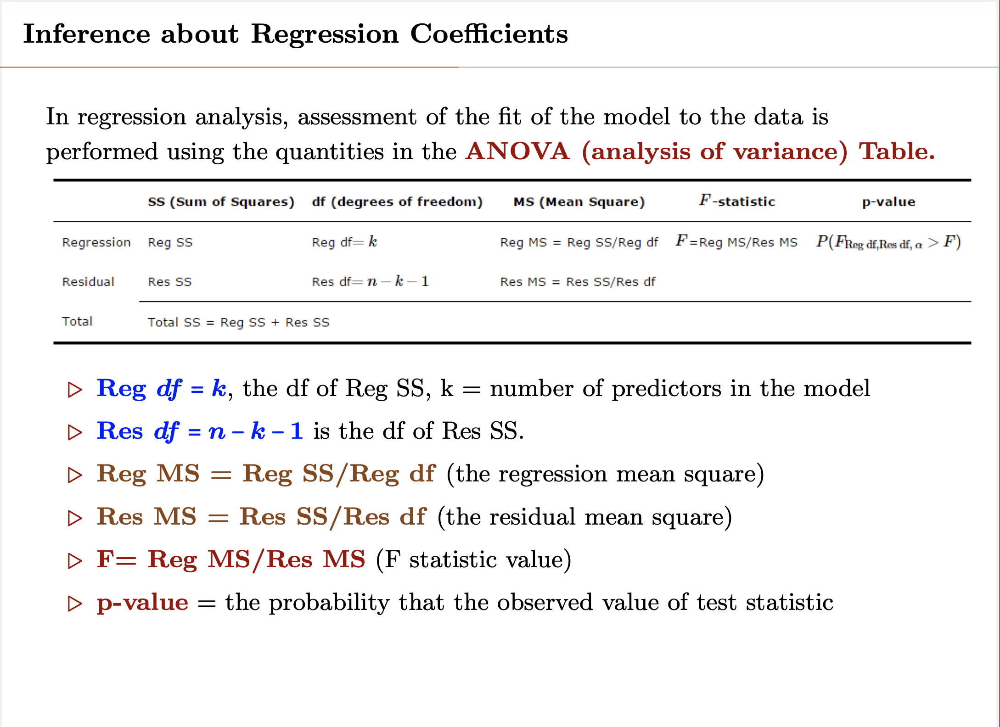 Inference about Regression Coefficients
In regression analysis, assessment of the fit of the model to the data is
performed using the quantities in the ANOVA (analysis of variance) Table.
SS (Sum of Squares) df (degrees of freedom) MS (Mean Square) F-statistic p-value
Regression Reg SS Reg df= k Reg MS = Reg SS/Reg df F=Reg MS/Res MS P(F_{Reg df,Res df, α} > F)
Residual Res SS Res df= n − k − 1 Res MS = Res SS/Res df
Total Total SS = Reg SS + Res SS
▷ Reg df = k, the df of Reg SS, k = number of predictors in the model
▷ Res df = n − k − 1 is the df of Res SS.
▷ Reg MS = Reg SS/Reg df (the regression mean square)
▷ Res MS = Res SS/Res df (the residual mean square)
▷ F= Reg MS/Res MS (F statistic value)
▷ p-value = the probability that the observed value of test statistic